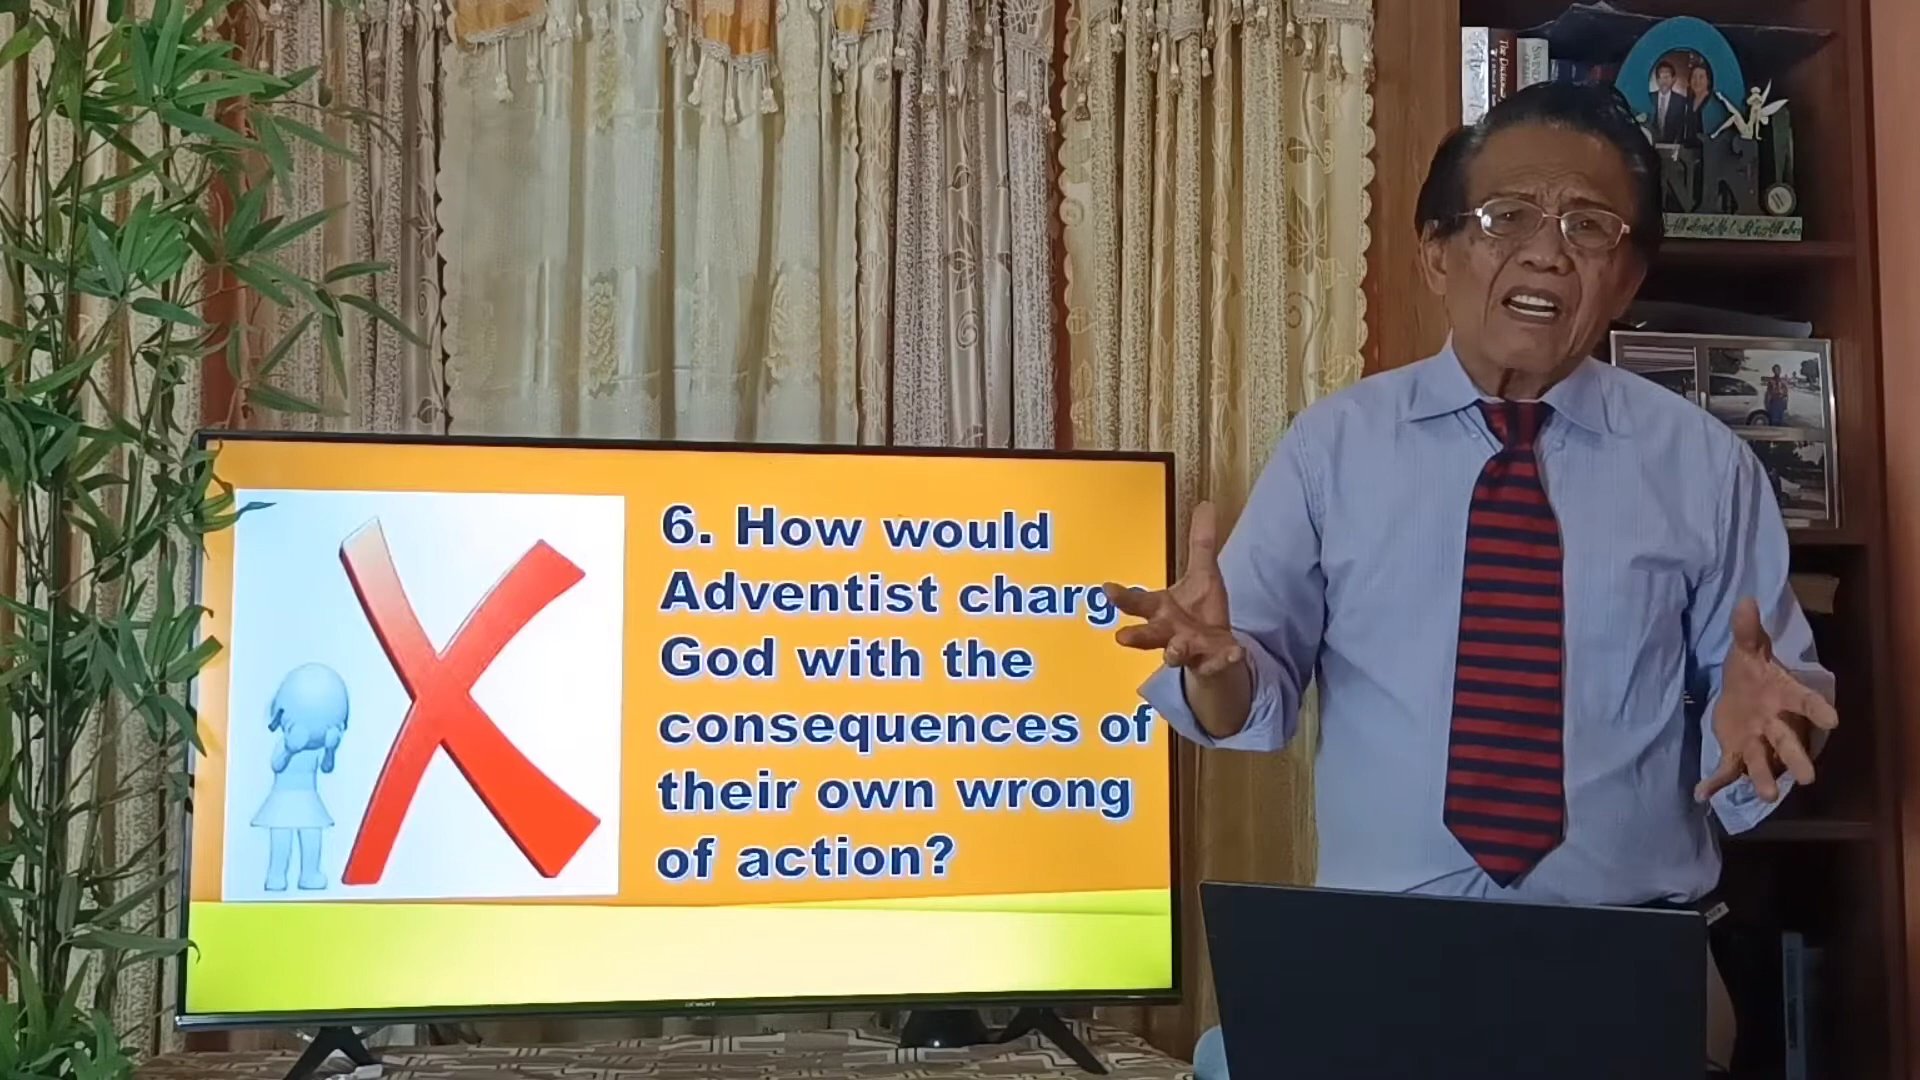 6. How would
Adventist charge
God with the
consequences of
their own wrong
of action?